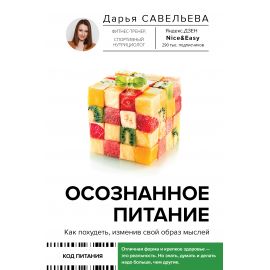 Дарья САВЕЛЬЕВА
ФИТНЕС-ТРЕНЕР,
СПОРТИВНЫЙ
НУТРИЦИОЛОГ
Яндекс.ДЗЕН
Nice&Easy
290 тыс. подписчиков
ОСОЗНАННОЕ
ПИТАНИЕ
Как похудеть, изменив свой образ мыслей
КОД ПИТАНИЯ
Отличная форма и крепкое здоровье —
это реальность. Но знать, думать и делать
надо больше, чем другие.